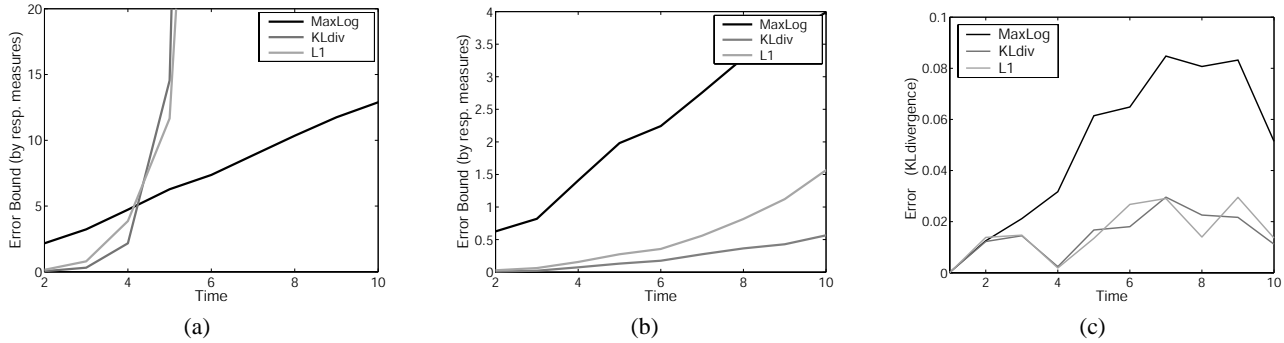 20
15
10
5
0
2
4
6
8
10
Error Bound (by resp. measures)
Time
MaxLog
KLdiv
L1
(a)
4
3.5
3
2.5
2
1.5
1
0.5
0
2
4
6
8
10
Error Bound (by resp. measures)
Time
MaxLog
KLdiv
L1
(b)
0.1
0.08
0.06
0.04
0.02
0
2
4
6
8
10
Error (KLdivergence)
Time
MaxLog
KLdiv
L1
(c)